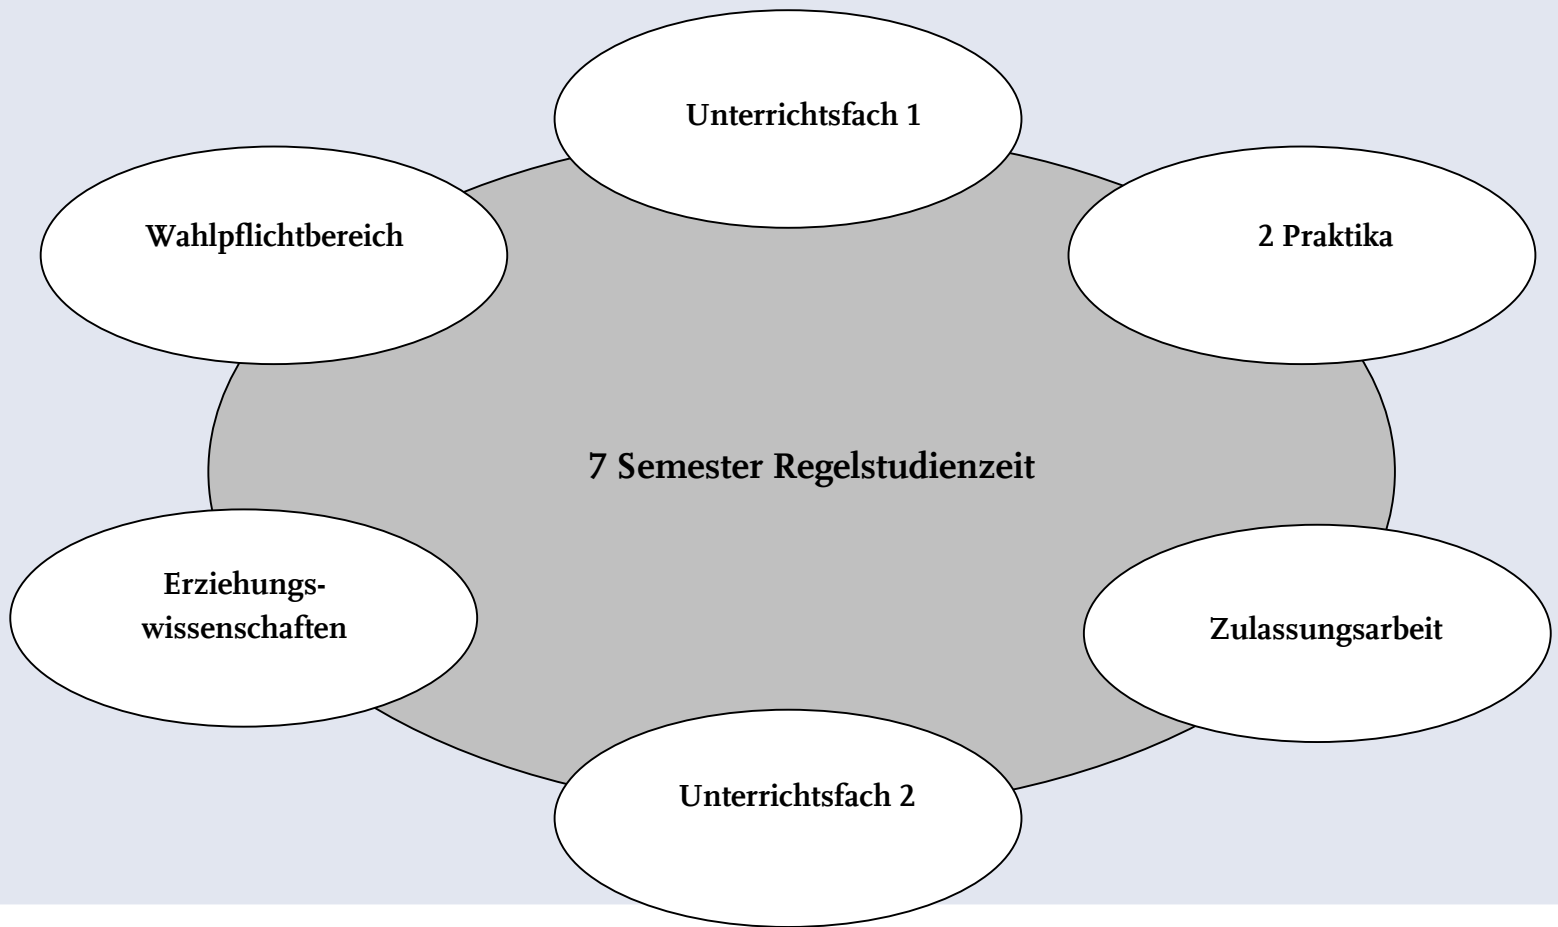 Unterrichtsfach 1
Wahlpflichtbereich
2 Praktika
7 Semester Regelstudienzeit
Erziehungs-
wissenschaften
Zulassungsarbeit
Unterrichtsfach 2